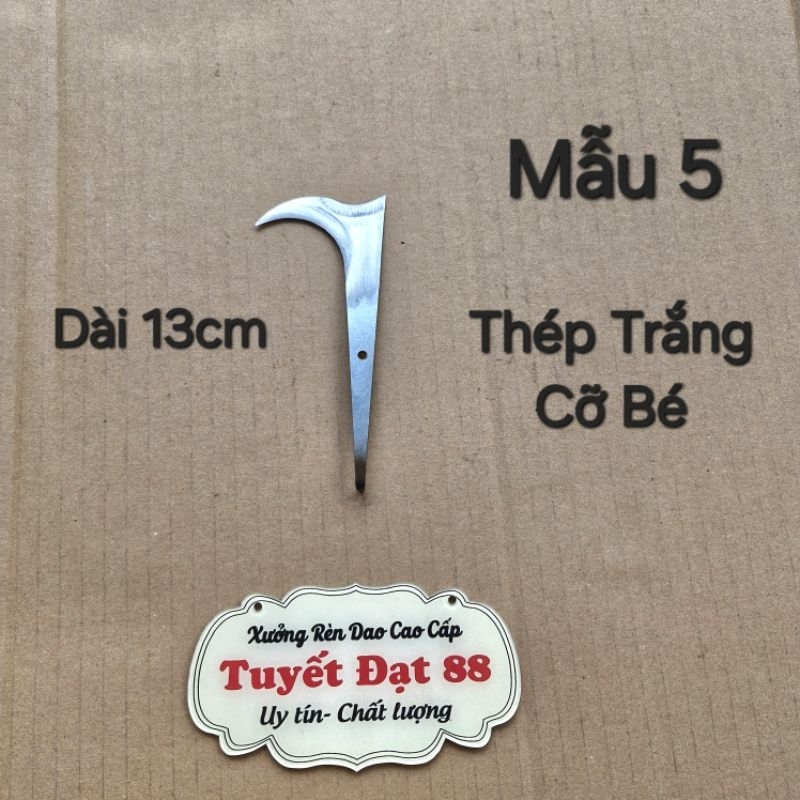 Mẫu 5
Dài 13cm
Thép Trắng
Cỡ Bé
Xưởng Rèn Dao Cao Cấp
Tuyết Đạt 88
Uy tín- Chất lượng